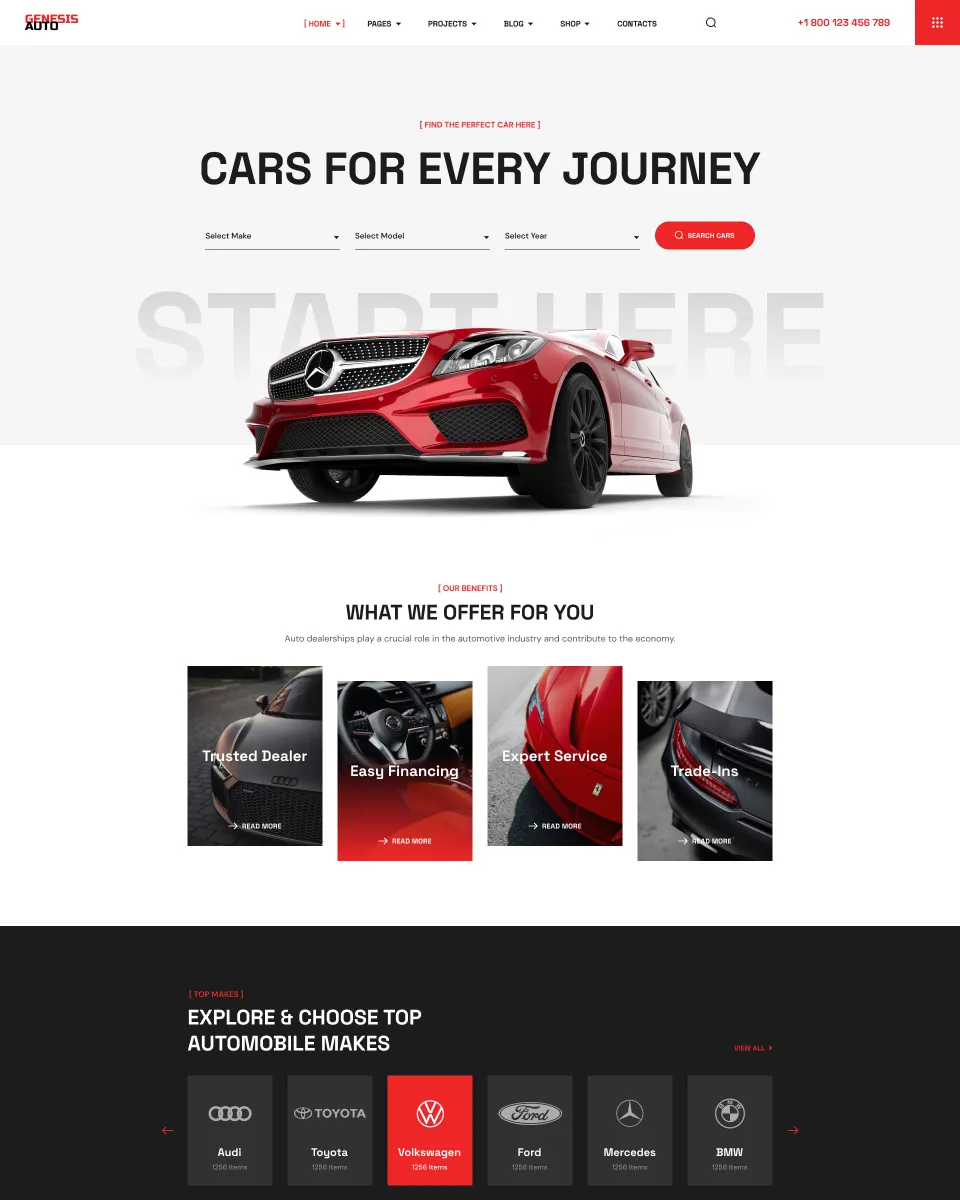 GENESIS
AUTO
[ HOME ]
PAGES
PROJECTS
BLOG
SHOP
CONTACTS
+1 800 123 456 789
[ FIND THE PERFECT CAR HERE ]
CARS FOR EVERY JOURNEY
Select Make
Select Model
Select Year
SEARCH CARS
START HERE
[ OUR BENEFITS ]
WHAT WE OFFER FOR YOU
Auto dealerships play a crucial role in the automotive industry and contribute to the economy.
Trusted Dealer
READ MORE
Easy Financing
READ MORE
Expert Service
READ MORE
Trade-Ins
READ MORE
[ TOP MAKES ]
EXPLORE & CHOOSE TOP
AUTOMOBILE MAKES
VIEW ALL
TOYOTA
Ford
BMW
Audi
1256 Items
Toyota
1256 Items
Volkswagen
1256 Items
Ford
1256 Items
Mercedes
1256 Items
BMW
1256 Items